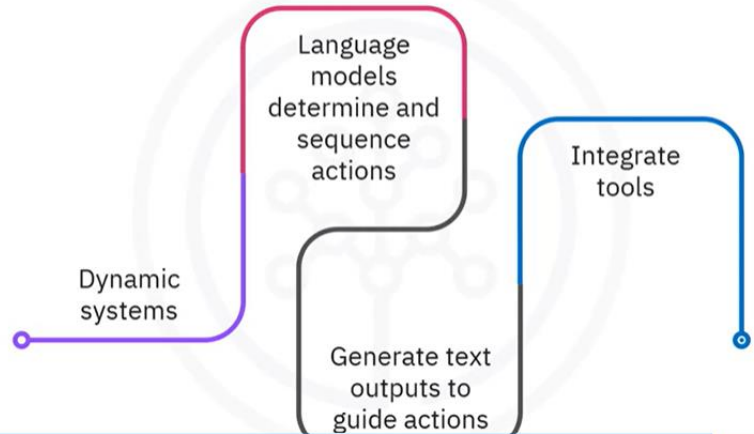 Dynamic
systems
Language
models
determine and
sequence
actions
Generate text
outputs to
guide actions
Integrate
tools